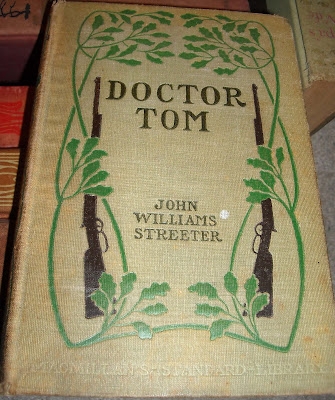 DOCTOR
TOM
JOHN
WILLIAMS
STREETER
MACMILLAN'S · STANDARD · LIBRARY